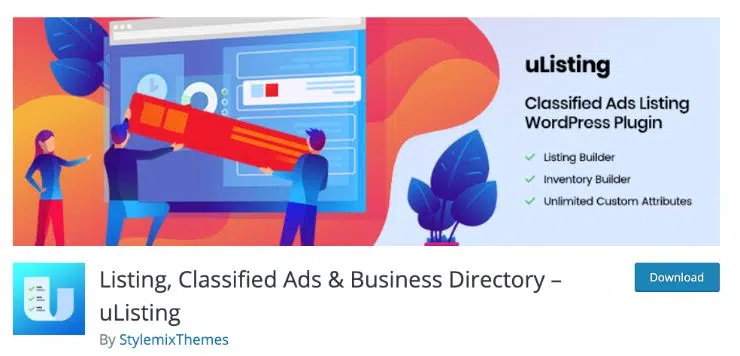 uListing
Classified Ads Listing
WordPress Plugin
Listing Builder
Inventory Builder
Unlimited Custom Attributes
Listing, Classified Ads & Business Directory –
uListing
Download
By StylemixThemes